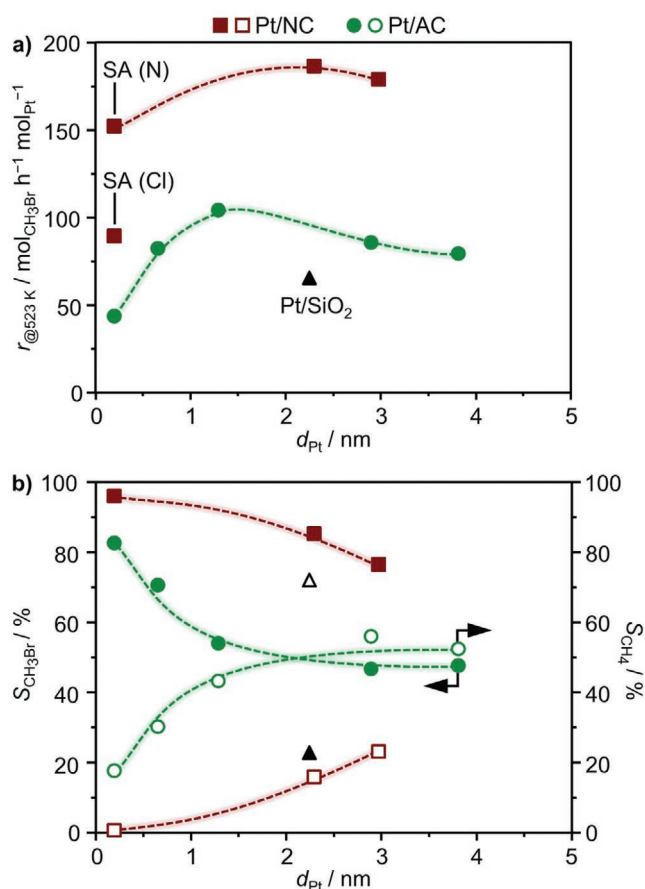 Pt/NC Pt/AC
a)
200
150
100
50
0
r@523 K / molCH3Br h−1 molPt−1
SA (N)
SA (Cl)
Pt/SiO2
0 1 2 3 4 5
dPt / nm
b)
100 100
80 80
60 60
40 40
20 20
0 0
SCH3Br / %
SCH4 / %
0 1 2 3 4 5
dPt / nm